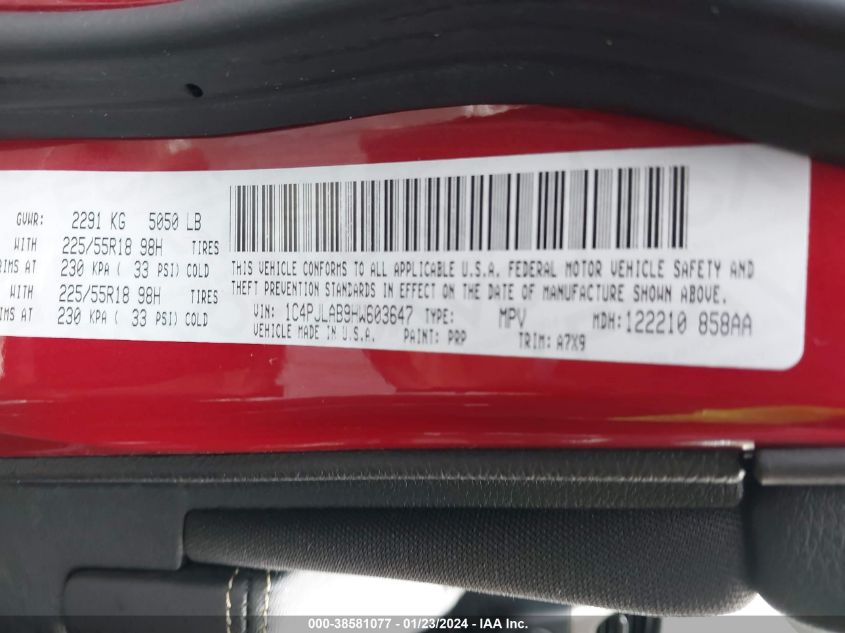 GVWR: 2291 KG 5050 LB
WITH 225/55R18 98H TIRES
RIMS AT 230 KPA ( 33 PSI) COLD
WITH 225/55R18 98H TIRES
RIMS AT 230 KPA ( 33 PSI) COLD
THIS VEHICLE CONFORMS TO ALL APPLICABLE U.S.A. FEDERAL MOTOR VEHICLE SAFETY AND
THEFT PREVENTION STANDARDS IN EFFECT ON THE DATE OF MANUFACTURE SHOWN ABOVE.
VIN: 1C4PJLAB9HW603647 TYPE: MPV MDH:122210 858AA
VEHICLE MADE IN U.S.A. PAINT: PRP TRIM: A7X9
000-38581077 - 01/23/2024 - IAA Inc.